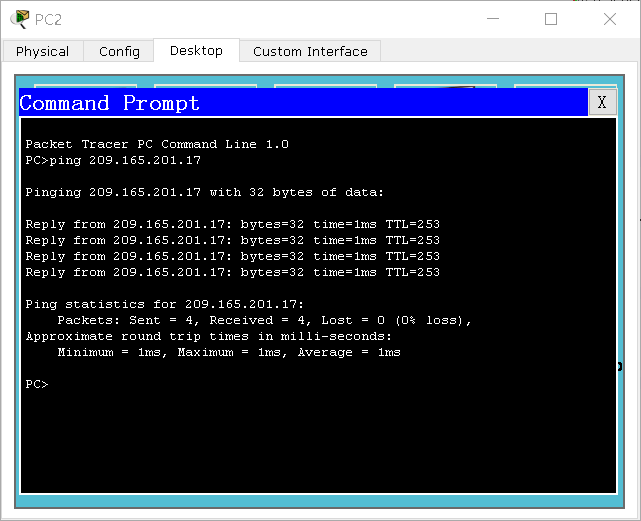 PC2
Physical Config Desktop Custom Interface
Command Prompt X
Packet Tracer PC Command Line 1.0
PC>ping 209.165.201.17
Pinging 209.165.201.17 with 32 bytes of data:
Reply from 209.165.201.17: bytes=32 time=1ms TTL=253
Reply from 209.165.201.17: bytes=32 time=1ms TTL=253
Reply from 209.165.201.17: bytes=32 time=1ms TTL=253
Reply from 209.165.201.17: bytes=32 time=1ms TTL=253
Ping statistics for 209.165.201.17:
Packets: Sent = 4, Received = 4, Lost = 0 (0% loss),
Approximate round trip times in milli-seconds:
Minimum = 1ms, Maximum = 1ms, Average = 1ms
PC>